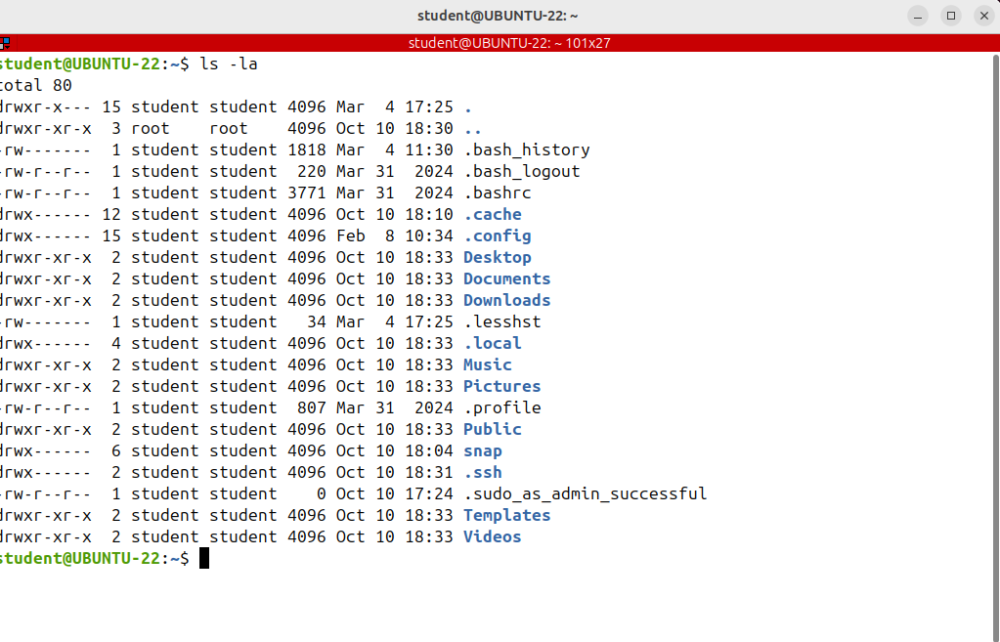 student@UBUNTU-22: ~
student@UBUNTU-22: ~ 101x27
student@UBUNTU-22:~$ ls -la
total 80
drwxr-x--- 15 student student 4096 Mar  4 17:25 .
drwxr-xr-x  3 root    root    4096 Oct 10 18:30 ..
-rw-------  1 student student 1818 Mar  4 11:30 .bash_history
-rw-r--r--  1 student student  220 Mar 31  2024 .bash_logout
-rw-r--r--  1 student student 3771 Mar 31  2024 .bashrc
drwx------ 12 student student 4096 Oct 10 18:10 .cache
drwx------ 15 student student 4096 Feb  8 10:34 .config
drwxr-xr-x  2 student student 4096 Oct 10 18:33 Desktop
drwxr-xr-x  2 student student 4096 Oct 10 18:33 Documents
drwxr-xr-x  2 student student 4096 Oct 10 18:33 Downloads
-rw-------  1 student student   34 Mar  4 17:25 .lesshst
drwx------  4 student student 4096 Oct 10 18:33 .local
drwxr-xr-x  2 student student 4096 Oct 10 18:33 Music
drwxr-xr-x  2 student student 4096 Oct 10 18:33 Pictures
-rw-r--r--  1 student student  807 Mar 31  2024 .profile
drwxr-xr-x  2 student student 4096 Oct 10 18:33 Public
drwx------  6 student student 4096 Oct 10 18:04 snap
drwx------  2 student student 4096 Oct 10 18:31 .ssh
-rw-r--r--  1 student student    0 Oct 10 17:24 .sudo_as_admin_successful
drwxr-xr-x  2 student student 4096 Oct 10 18:33 Templates
drwxr-xr-x  2 student student 4096 Oct 10 18:33 Videos
student@UBUNTU-22:~$